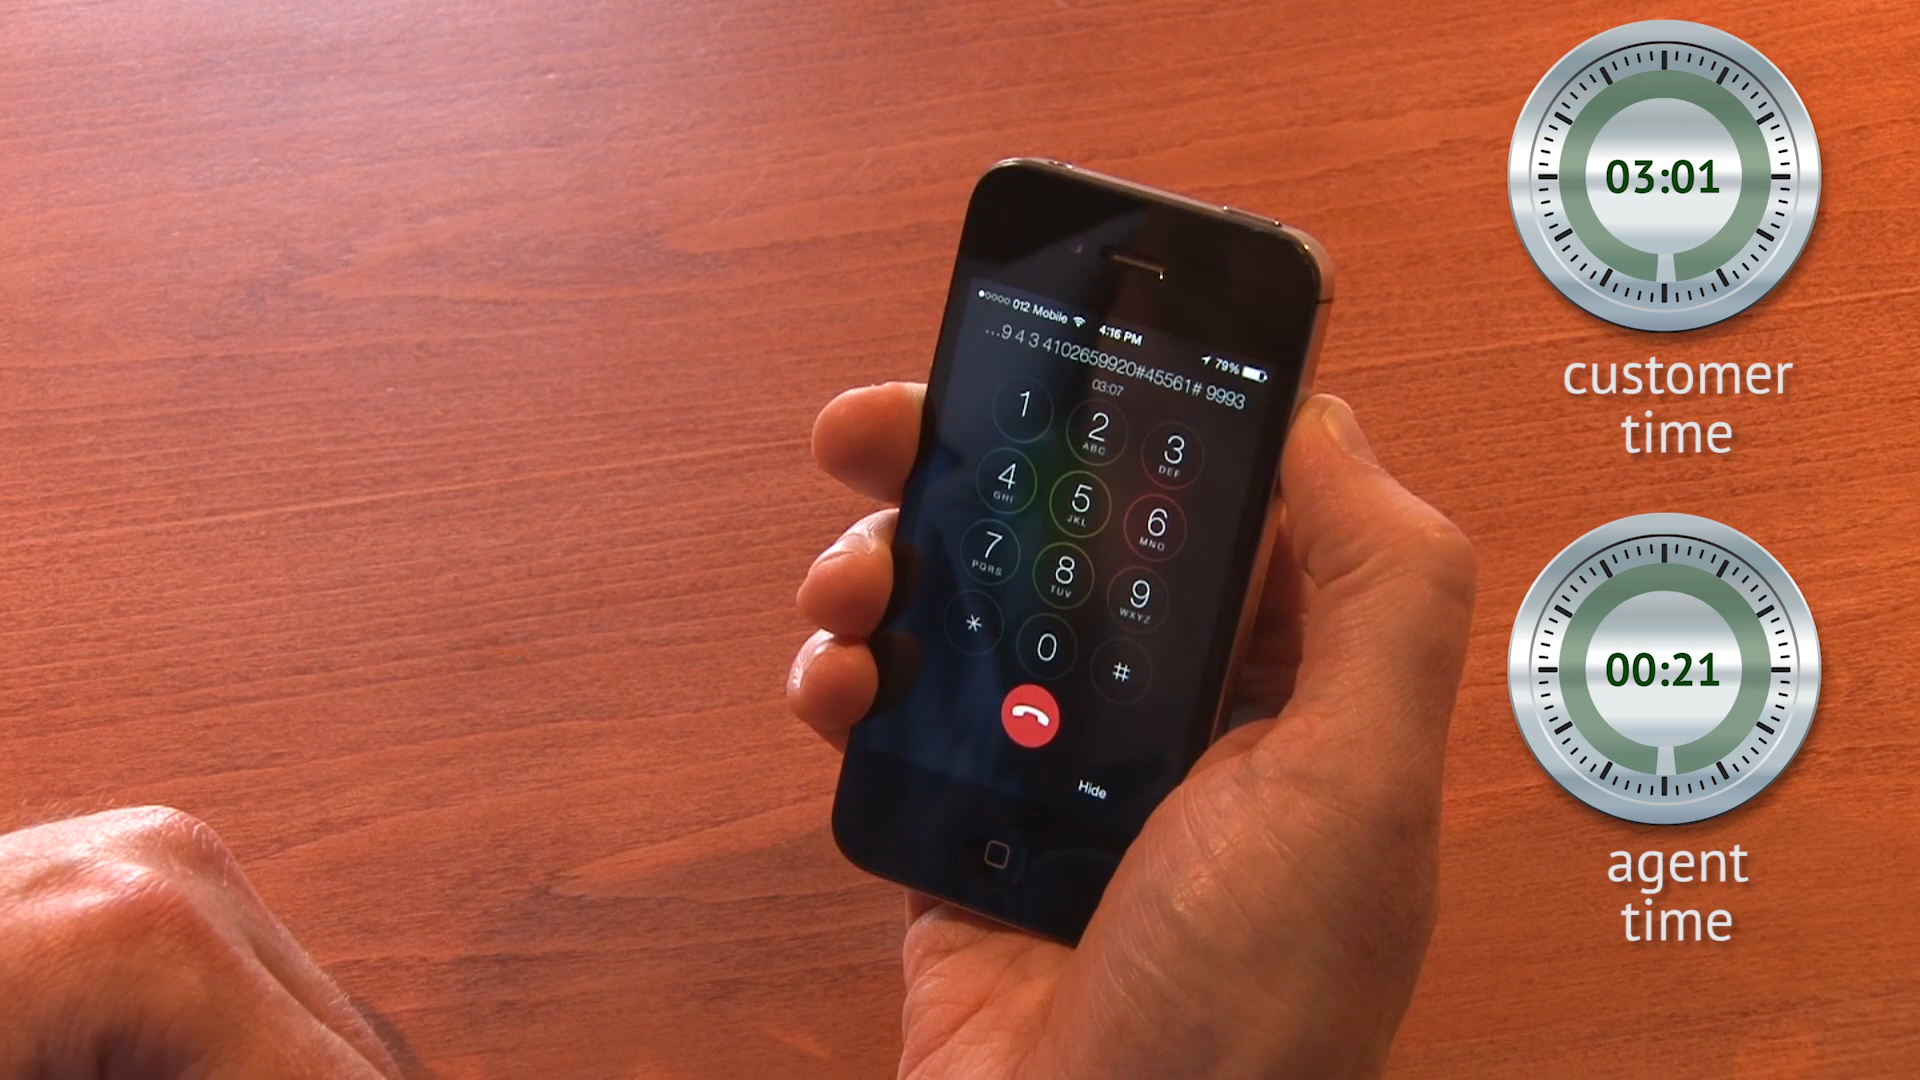 ●○○○○ 012 Mobile 4:16 PM 79%
...9 4 3 4102659920#45561# 9993
03:07
1
2
ABC
3
DEF
4
GHI
5
JKL
6
MNO
7
PQRS
8
TUV
9
WXYZ
*
0
#
Hide
03:01
customer
time
00:21
agent
time